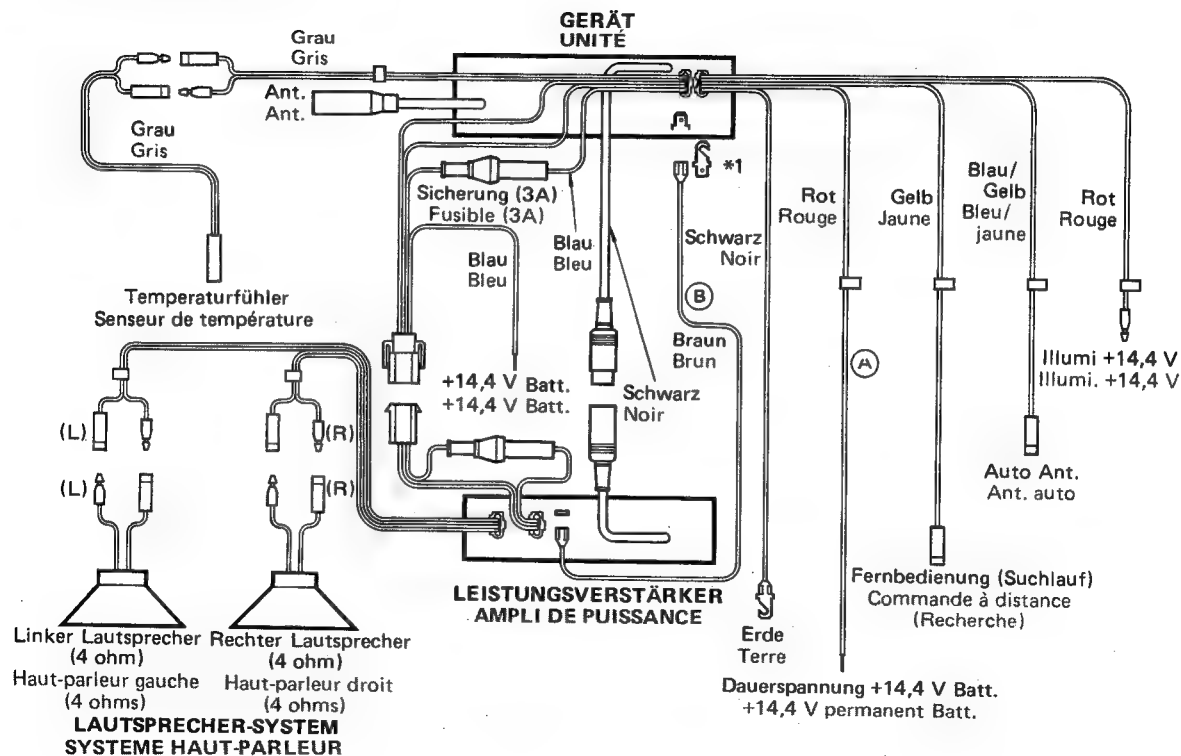 GERÄT
UNITÉ
Grau
Gris
Ant.
Ant.
Grau
Gris
*1
Sicherung (3A)
Fusible (3A)
Blau
Bleu
Blau
Bleu
Schwarz
Noir
Rot
Rouge
Gelb
Jaune
Blau/
Gelb
Bleu/
jaune
Rot
Rouge
Temperaturfühler
Senseur de température
B
Braun
Brun
A
Illumi +14,4 V
Illumi. +14,4 V
+14,4 V Batt.
+14,4 V Batt.
Schwarz
Noir
(L)
(R)
(L)
(R)
Auto Ant.
Ant. auto
LEISTUNGSVERSTÄRKER
AMPLI DE PUISSANCE
Fernbedienung (Suchlauf)
Commande à distance
(Recherche)
Erde
Terre
Linker Lautsprecher
(4 ohm)
Haut-parleur gauche
(4 ohms)
Rechter Lautsprecher
(4 ohm)
Haut-parleur droit
(4 ohms)
Dauerspannung +14,4 V Batt.
+14,4 V permanent Batt.
LAUTSPRECHER-SYSTEM
SYSTEME HAUT-PARLEUR